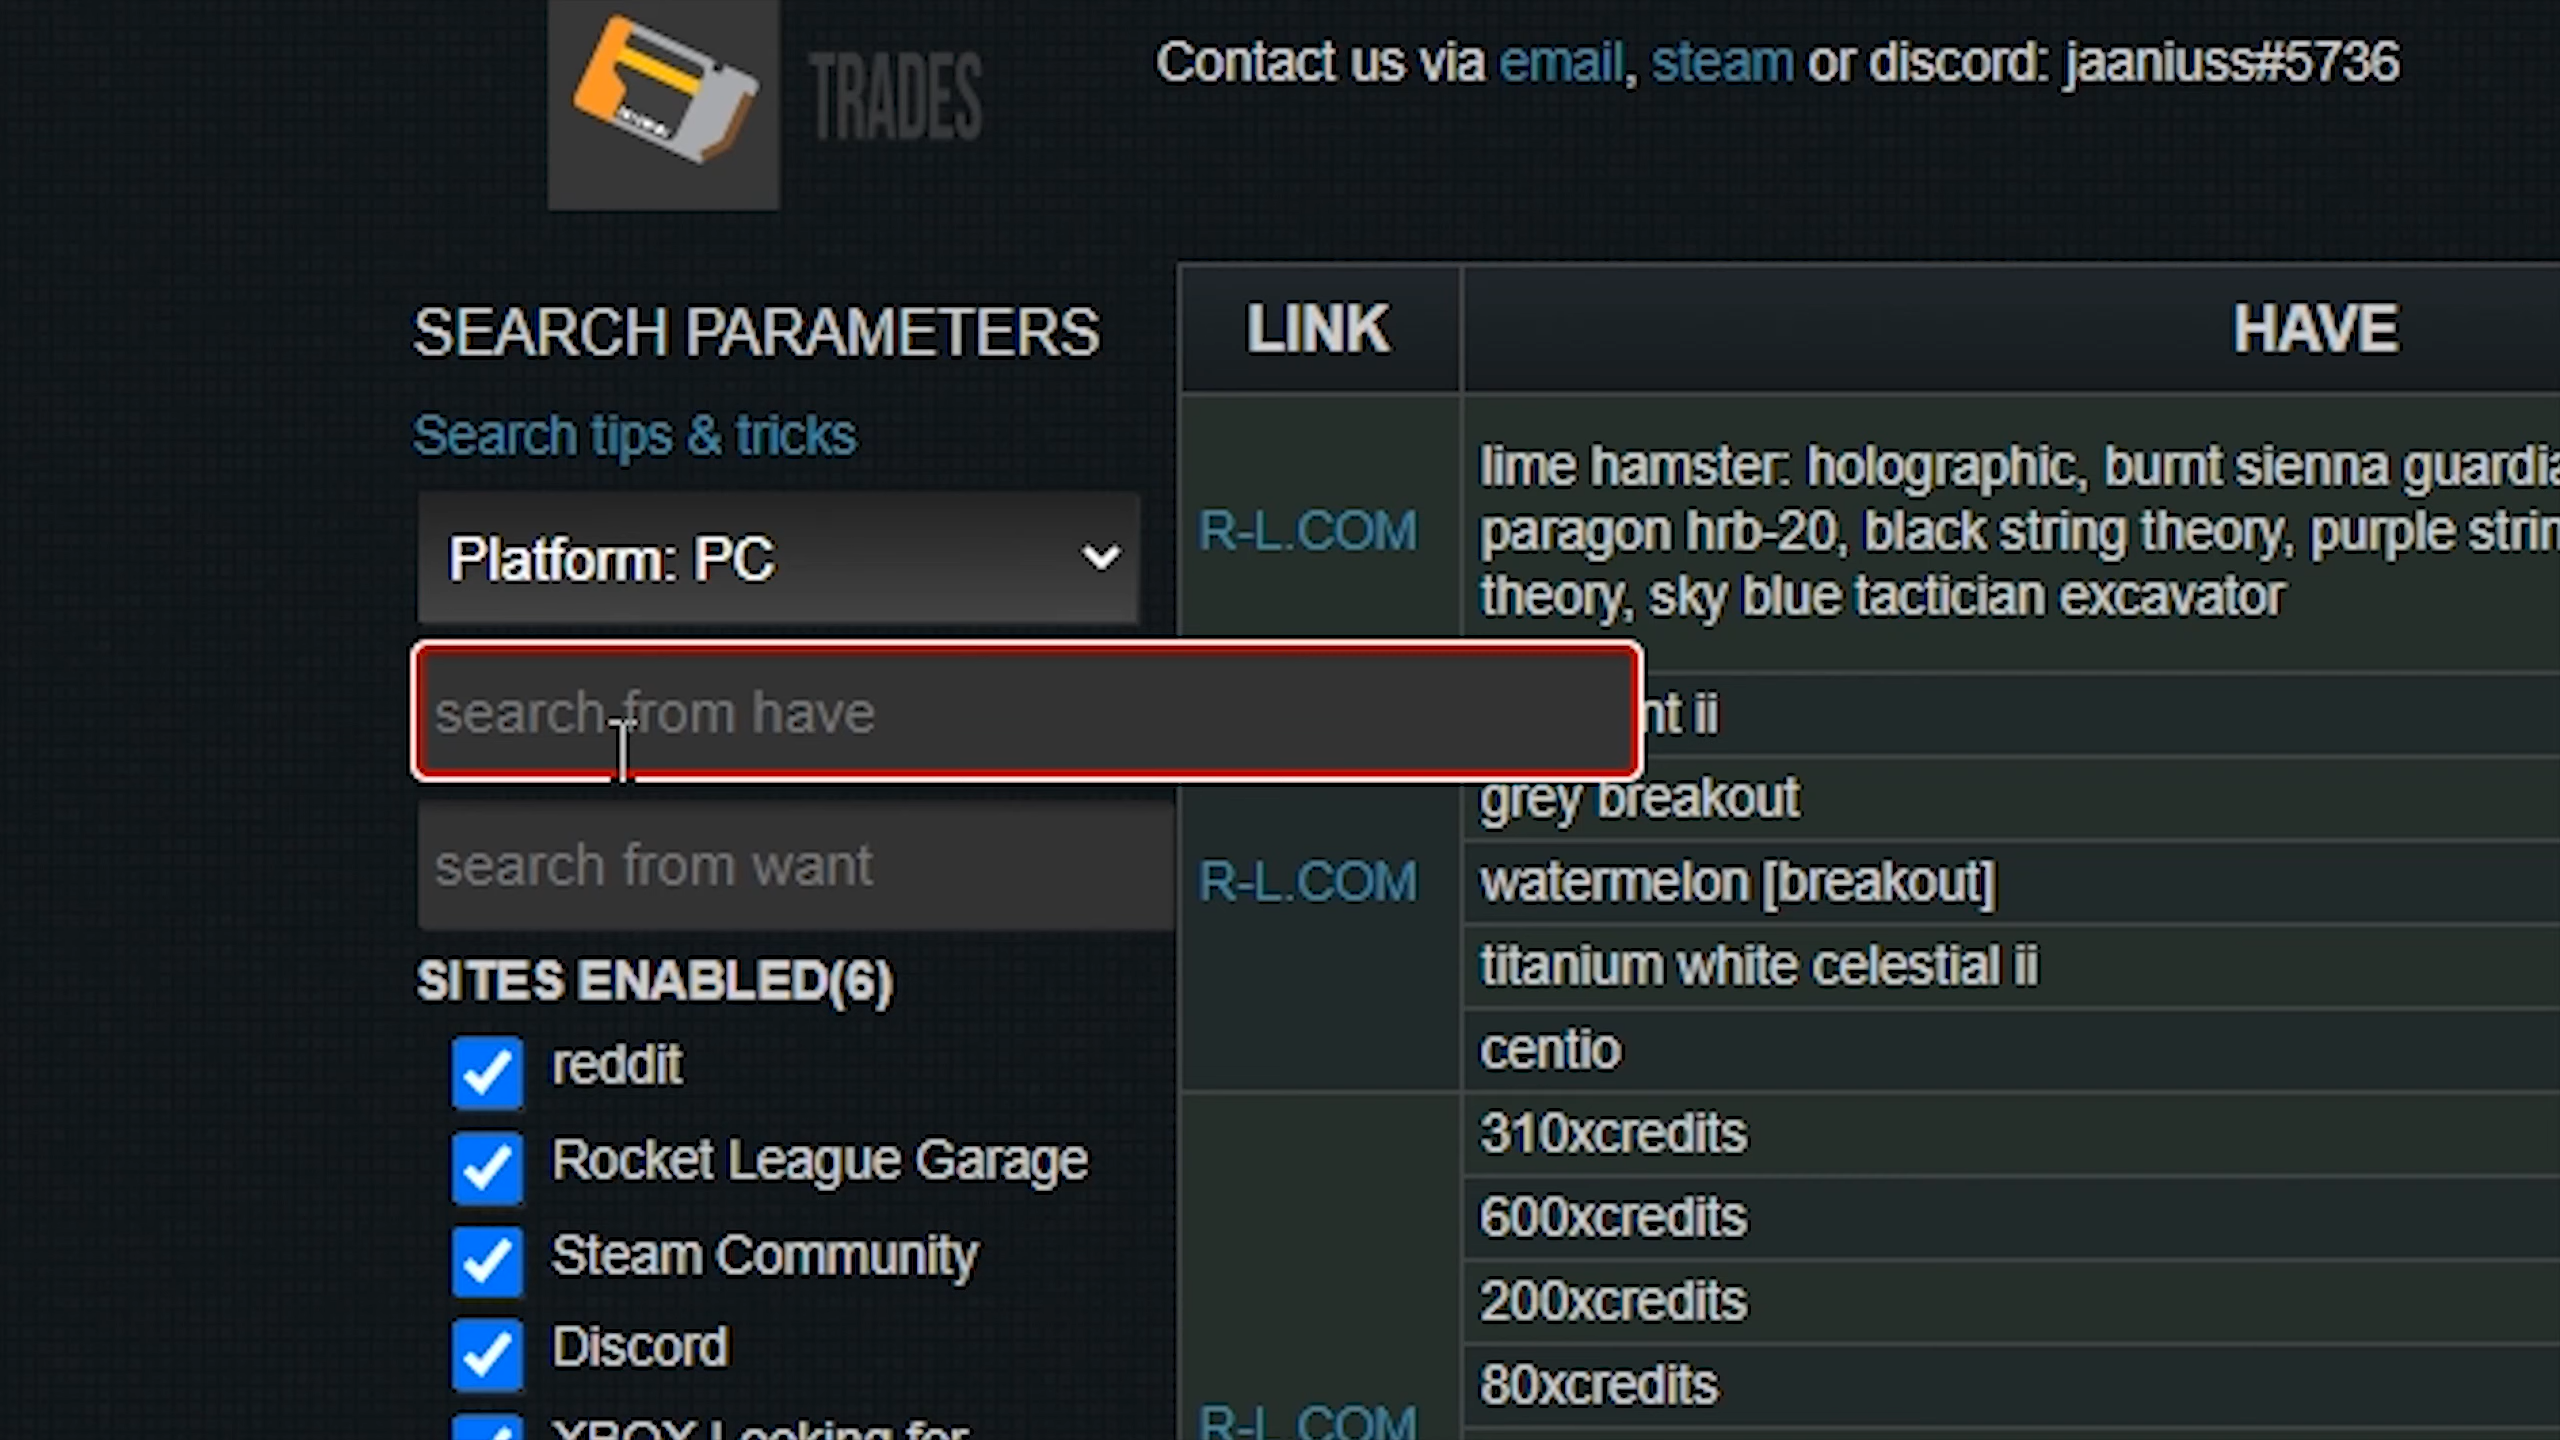 TRADES
Contact us via email, steam or discord: jaaniuss#5736
SEARCH PARAMETERS
Search tips & tricks
Platform: PC
search from have
search from want
SITES ENABLED(6)
reddit
Rocket League Garage
Steam Community
Discord
XBOX Looking for
LINK
HAVE
R-L.COM
lime hamster: holographic, burnt sienna guardia
paragon hrb-20, black string theory, purple strin
theory, sky blue tactician excavator
nt ii
grey breakout
R-L.COM
watermelon [breakout]
titanium white celestial ii
centio
310xcredits
600xcredits
200xcredits
80xcredits
R-L.COM